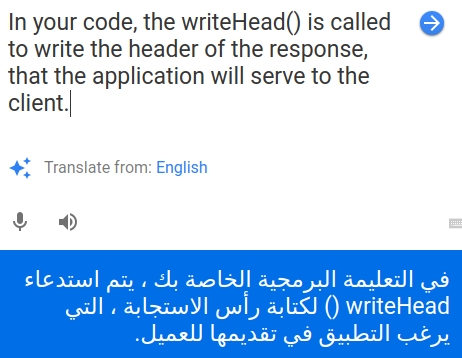 In your code, the writeHead() is called
to write the header of the response,
that the application will serve to the
client.
Translate from: English
في التعليمة البرمجية الخاصة بك ، يتم استدعاء
writeHead () لكتابة رأس الاستجابة ، التي
يرغب التطبيق في تقديمها للعميل.